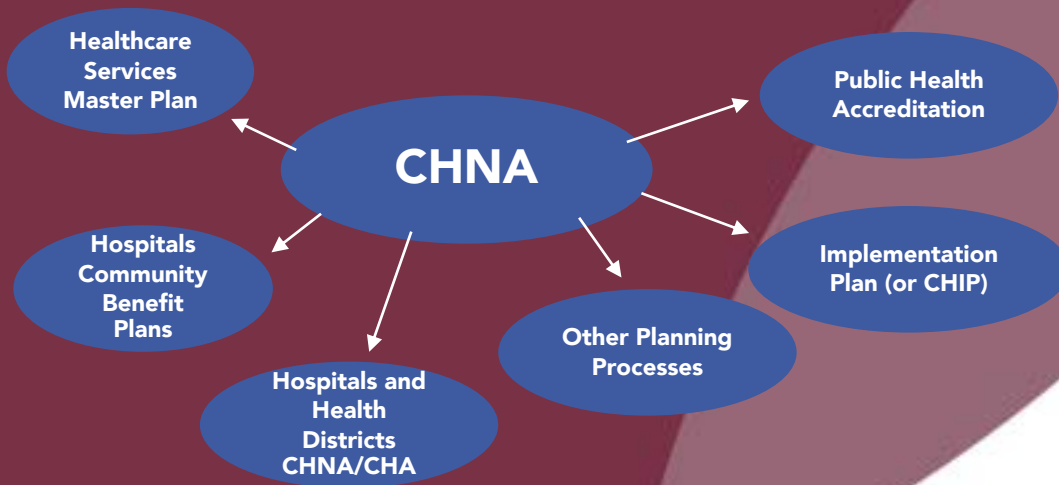 Healthcare
Services
Master Plan
CHNA
Public Health
Accreditation
Hospitals
Community
Benefit
Plans
Implementation
Plan (or CHIP)
Other Planning
Processes
Hospitals and
Health
Districts
CHNA/CHA